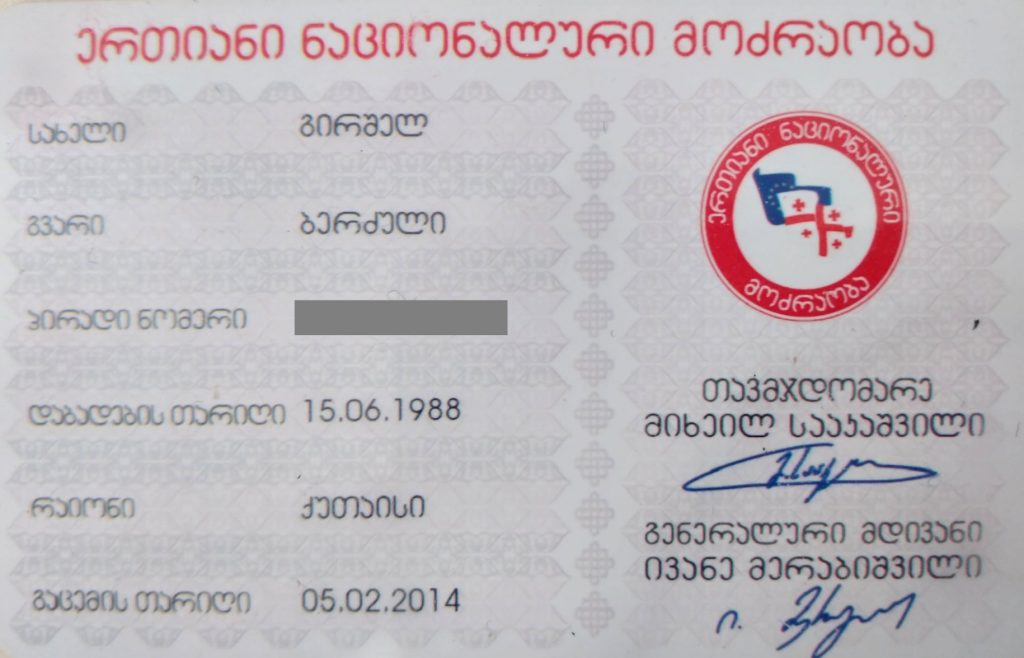 ერთიანი ნაციონალური მოძრაობა
სახელი გირშელ
გვარი ბერძული
პირადი ნომერი
დაბადების თარიღი 15.06.1988
რაიონი ქუთაისი
გაცემის თარიღი 05.02.2014
ერთიანი ნაციონალური
მოძრაობა
თავმჯდომარე
მიხეილ სააკაშვილი
გენერალური მდივანი
ივანე მერაბიშვილი